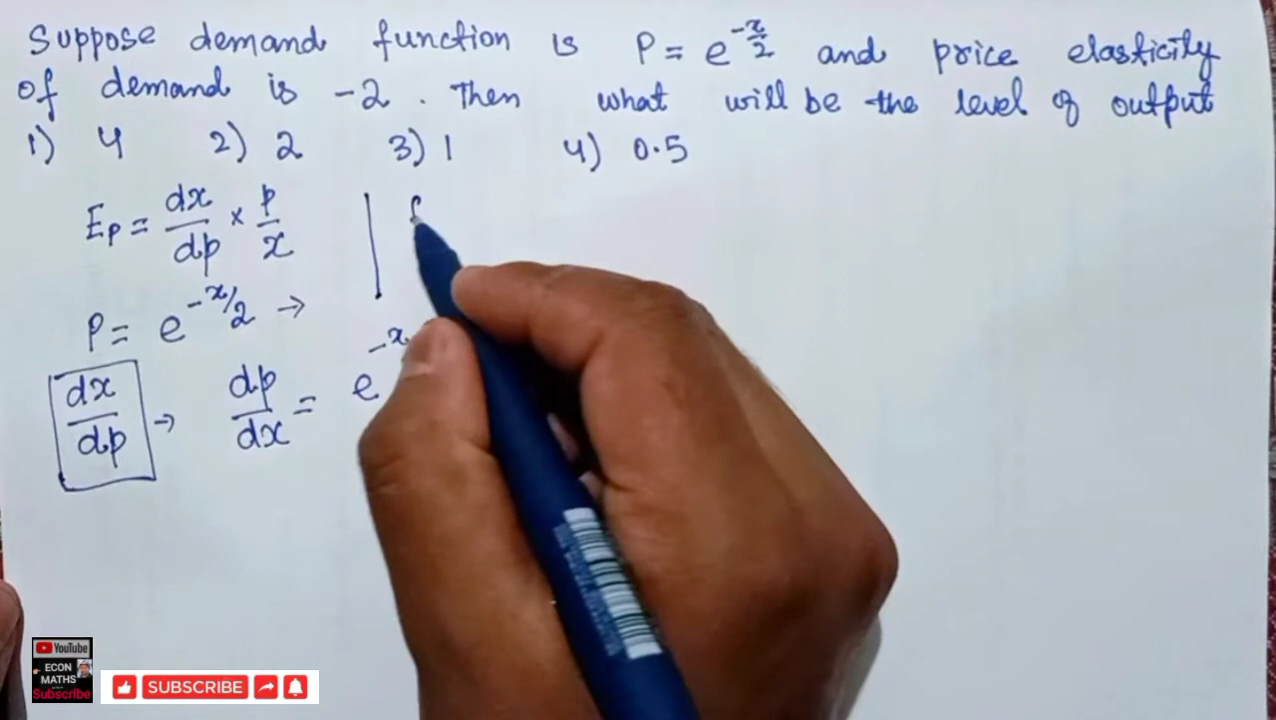 Suppose demand function is P = e^{-x/2} and price elasticity
of demand is -2. Then what will be the level of output
1) 4 2) 2 3) 1 4) 0.5
Ep = dx/dp × p/x
P = e^{-x/2} →
dx/dp → dp/dx = e^{-x
YouTube
ECON
MATHS
Subscribe
SUBSCRIBE